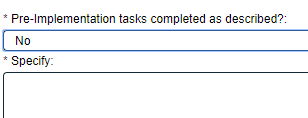 * Pre-Implementation tasks completed as described?:
No
* Specify: